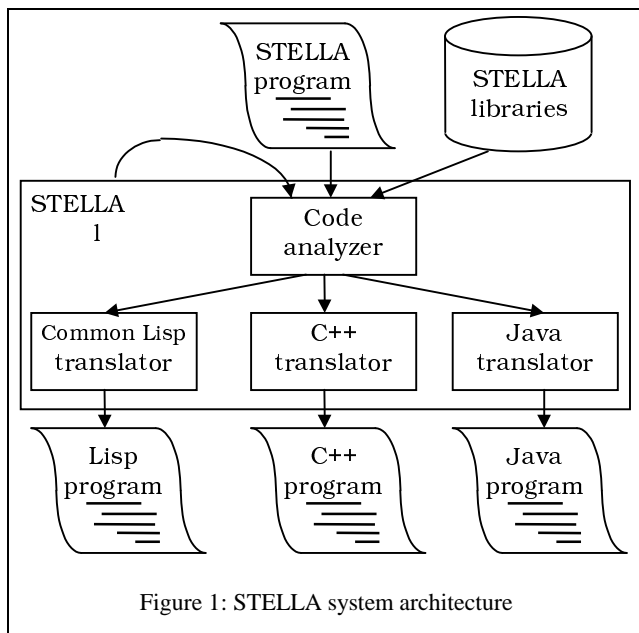 STELLA
program
STELLA
libraries
STELLA
l
Code
analyzer
Common Lisp
translator
C++
translator
Java
translator
Lisp
program
C++
program
Java
program
Figure 1: STELLA system architecture